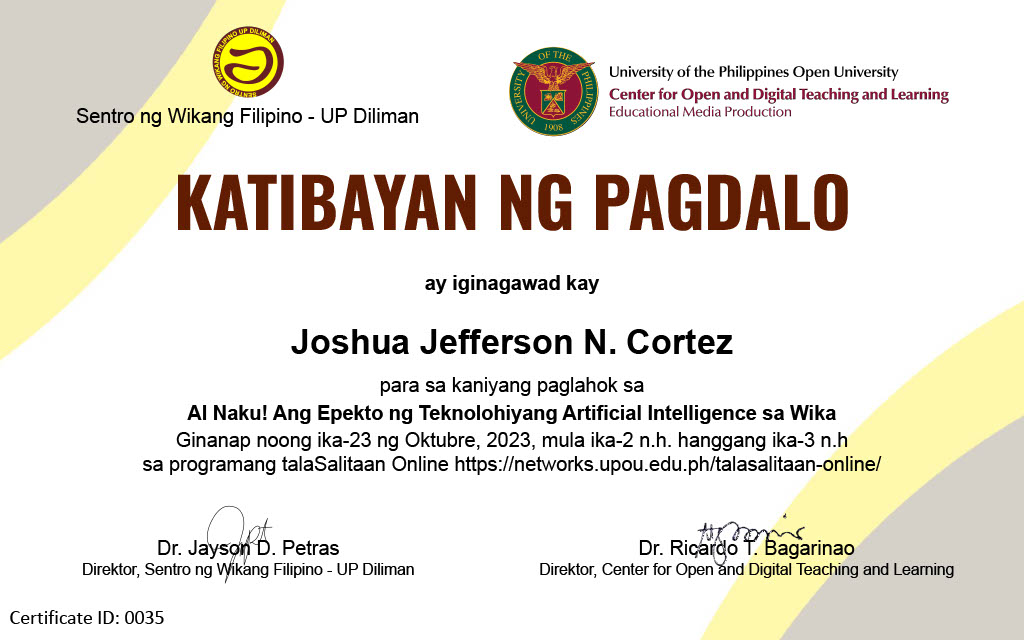 SENTRO NG WIKANG FILIPINO UP DILIMAN
Sentro ng Wikang Filipino - UP Diliman
UNIVERSITY OF THE PHILIPPINES
1908
University of the Philippines Open University
Center for Open and Digital Teaching and Learning
Educational Media Production
KATIBAYAN NG PAGDALO
ay iginagawad kay
Joshua Jefferson N. Cortez
para sa kaniyang paglahok sa
AI Naku! Ang Epekto ng Teknolohiyang Artificial Intelligence sa Wika
Ginanap noong ika-23 ng Oktubre, 2023, mula ika-2 n.h. hanggang ika-3 n.h
sa programang talaSalitaan Online https://networks.upou.edu.ph/talasalitaan-online/
Dr. Jayson D. Petras
Direktor, Sentro ng Wikang Filipino - UP Diliman
Dr. Ricardo T. Bagarinao
Direktor, Center for Open and Digital Teaching and Learning
Certificate ID: 0035